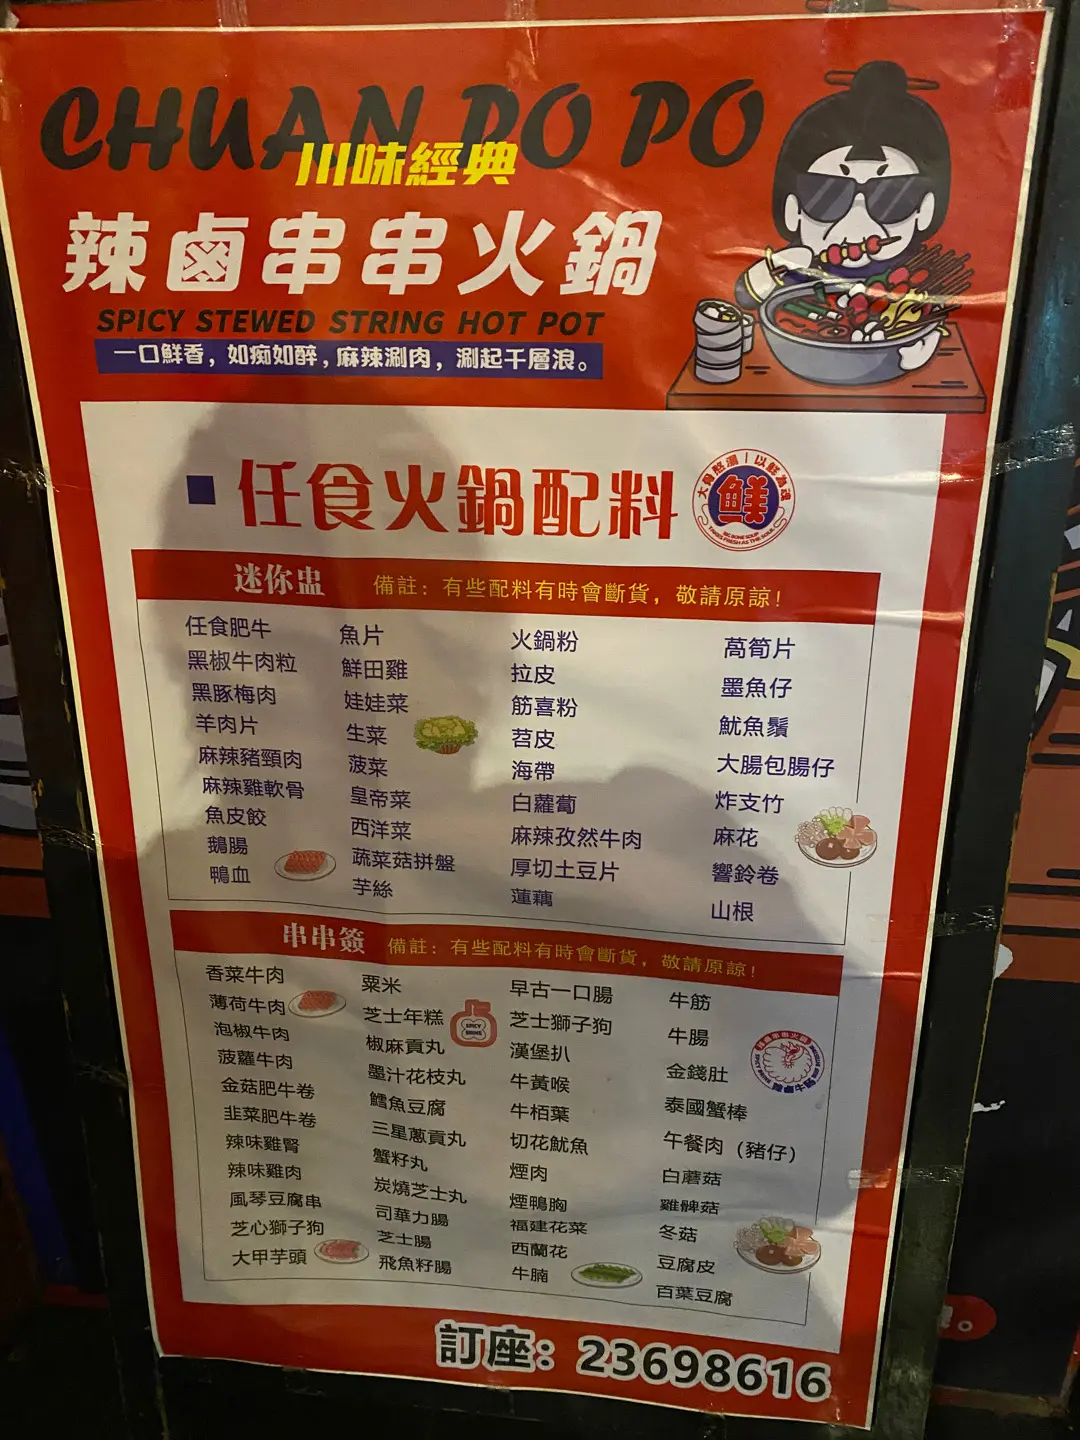 CHUAN PO PO
川味經典
辣鹵串串火鍋
SPICY STEWED STRING HOT POT
一口鮮香，如痴如醉，麻辣涮肉，涮起千層浪。
任食火鍋配料
鮮
迷你盅
備註：有些配料有時會斷貨，敬請原諒！
任食肥牛
黑椒牛肉粒
黑豚梅肉
羊肉片
麻辣豬頸肉
麻辣雞軟骨
魚皮餃
鵝腸
鴨血
魚片
鮮田雞
娃娃菜
生菜
菠菜
皇帝菜
西洋菜
蔬菜菇拼盤
芋絲
火鍋粉
拉皮
筋喜粉
苕皮
海帶
白蘿蔔
麻辣孜然牛肉
厚切土豆片
蓮藕
萵筍片
墨魚仔
魷魚鬚
大腸包腸仔
炸支竹
麻花
響鈴卷
山根
串串簽
備註：有些配料有時會斷貨，敬請原諒！
香菜牛肉
薄荷牛肉
泡椒牛肉
菠蘿牛肉
金菇肥牛卷
韭菜肥牛卷
辣味雞腎
辣味雞肉
風琴豆腐串
芝心獅子狗
大甲芋頭
粟米
芝士年糕
椒麻貢丸
墨汁花枝丸
鱈魚豆腐
三星蔥貢丸
蟹籽丸
炭燒芝士丸
司華力腸
芝士腸
飛魚籽腸
早古一口腸
芝士獅子狗
漢堡扒
牛黃喉
牛栢葉
切花魷魚
煙肉
煙鴨胸
福建花菜
西蘭花
牛腩
牛筋
牛腸
金錢肚
泰國蟹棒
午餐肉（豬仔）
白蘑菇
雞髀菇
冬菇
豆腐皮
百葉豆腐
訂座：23698616